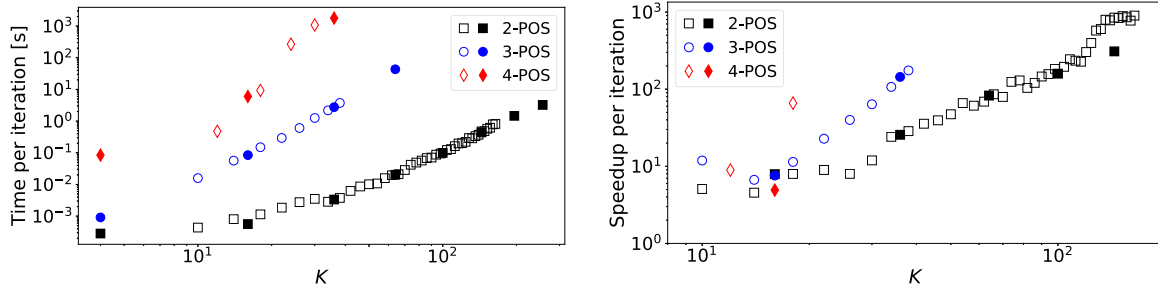 Time per iteration [s]
10³
10²
10¹
10⁰
10⁻¹
10⁻²
10⁻³
2-POS
3-POS
4-POS
10¹
10²
K
Speedup per iteration
10³
10²
10¹
10⁰
2-POS
3-POS
4-POS
10¹
10²
K